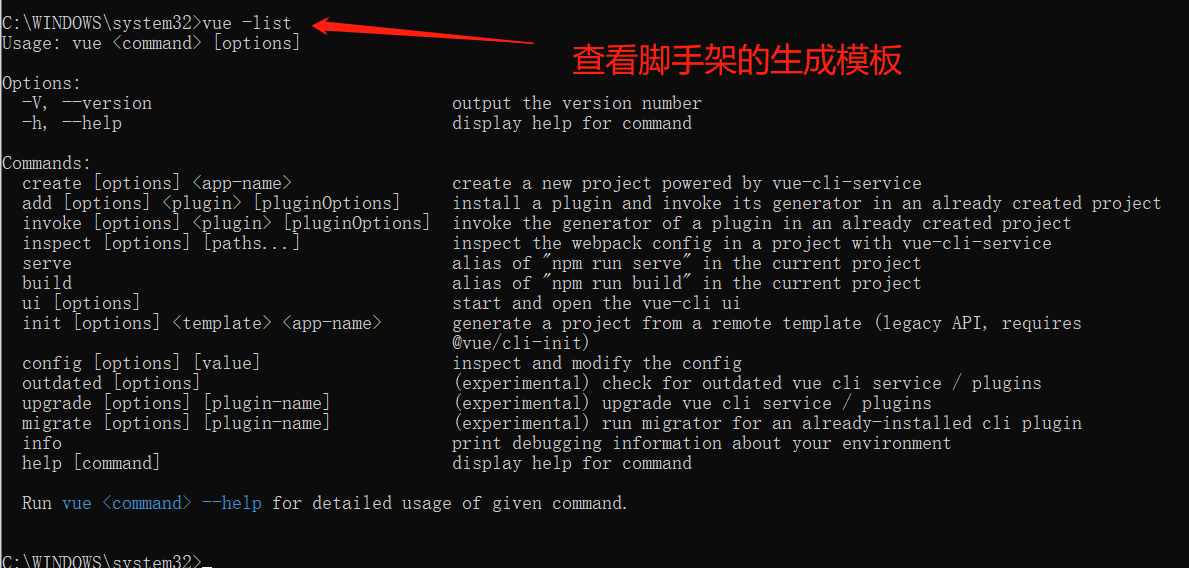 C:\WINDOWS\system32>vue -list
查看脚手架的生成模板
Usage: vue <command> [options]
Options:
-V, --version output the version number
-h, --help display help for command
Commands:
create [options] <app-name> create a new project powered by vue-cli-service
add [options] <plugin> [pluginOptions] install a plugin and invoke its generator in an already created project
invoke [options] <plugin> [pluginOptions] invoke the generator of a plugin in an already created project
inspect [options] [paths...] inspect the webpack config in a project with vue-cli-service
serve alias of "npm run serve" in the current project
build alias of "npm run build" in the current project
ui [options] start and open the vue-cli ui
init [options] <template> <app-name> generate a project from a remote template (legacy API, requires
@vue/cli-init)
config [options] [value] inspect and modify the config
outdated [options] (experimental) check for outdated vue cli service / plugins
upgrade [options] [plugin-name] (experimental) upgrade vue cli service / plugins
migrate [options] [plugin-name] (experimental) run migrator for an already-installed cli plugin
info print debugging information about your environment
help [command] display help for command
Run vue <command> --help for detailed usage of given command.
C:\WINDOWS\system32>_